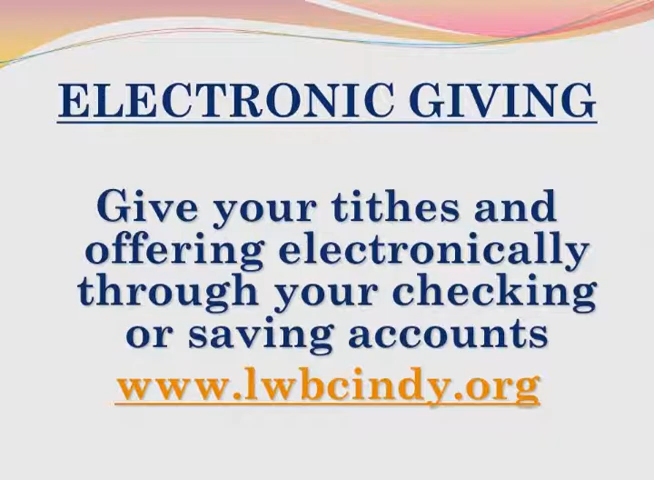 ELECTRONIC GIVING
Give your tithes and
offering electronically
through your checking
or saving accounts
www.lwbcindy.org